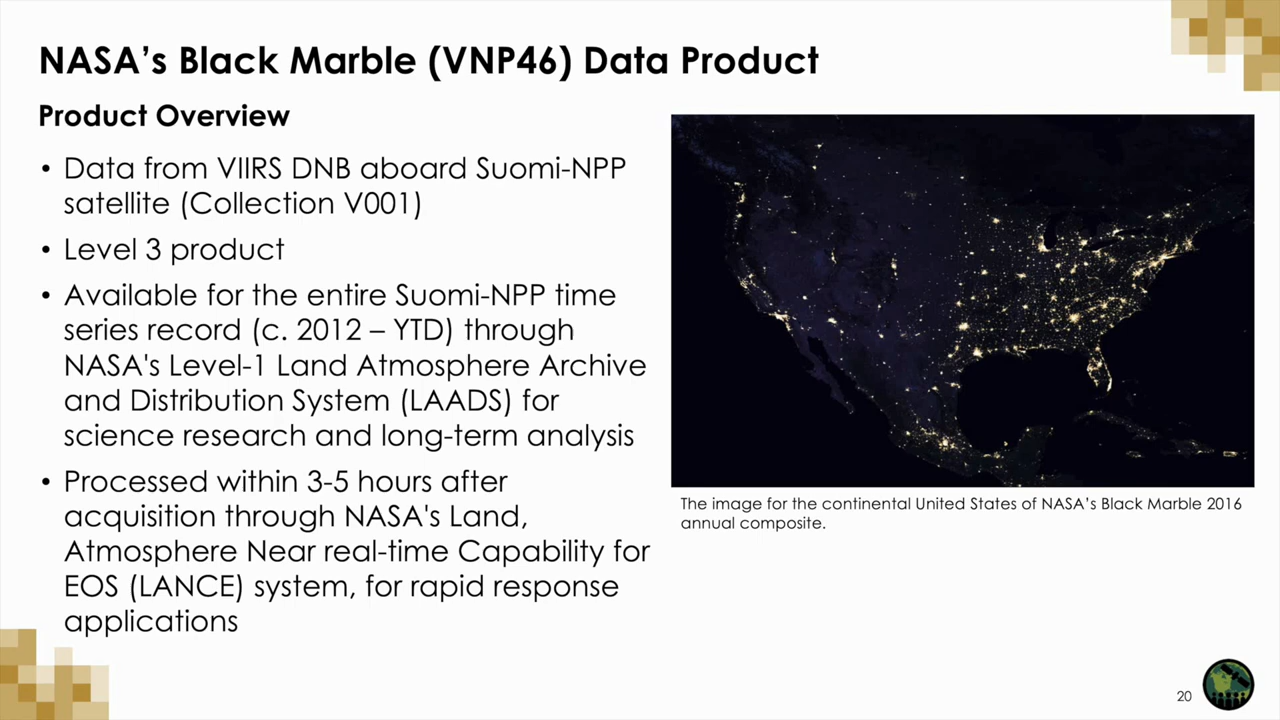 NASA’s Black Marble (VNP46) Data Product
Product Overview
• Data from VIIRS DNB aboard Suomi-NPP
satellite (Collection V001)
• Level 3 product
• Available for the entire Suomi-NPP time
series record (c. 2012 – YTD) through
NASA's Level-1 Land Atmosphere Archive
and Distribution System (LAADS) for
science research and long-term analysis
• Processed within 3-5 hours after
acquisition through NASA's Land,
Atmosphere Near real-time Capability for
EOS (LANCE) system, for rapid response
applications
The image for the continental United States of NASA’s Black Marble 2016
annual composite.
20